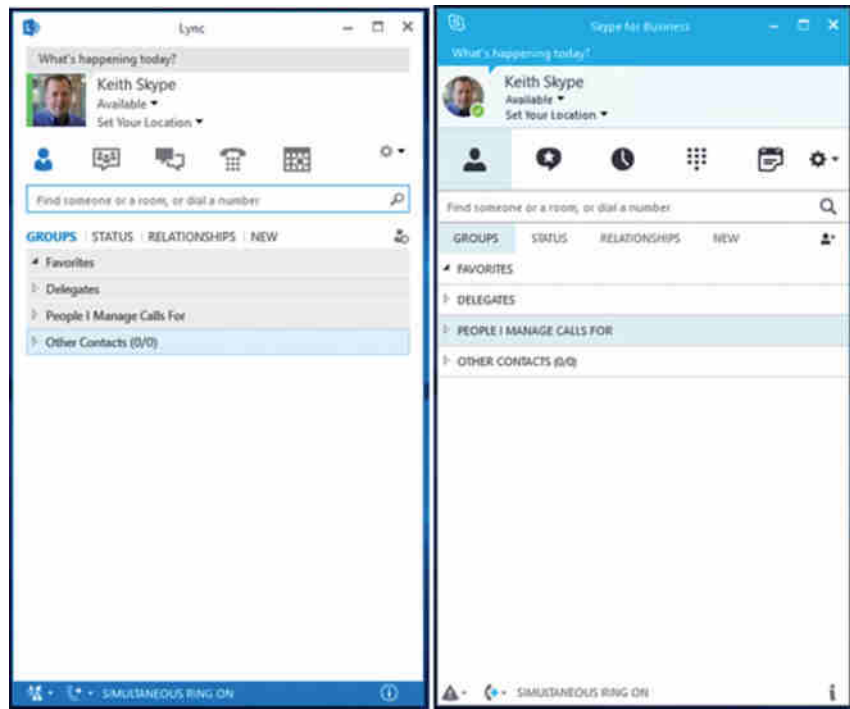 Lync
What's happening today?
Keith Skype
Available
Set Your Location
Find someone or a room, or dial a number
GROUPS STATUS RELATIONSHIPS NEW
Favorites
Delegates
People I Manage Calls For
Other Contacts (0/0)
SIMULTANEOUS RING ON
Skype for Business
What's happening today?
Keith Skype
Available
Set Your Location
Find someone or a room, or dial a number
GROUPS STATUS RELATIONSHIPS NEW
FAVORITES
DELEGATES
PEOPLE I MANAGE CALLS FOR
OTHER CONTACTS (0/0)
SIMULTANEOUS RING ON